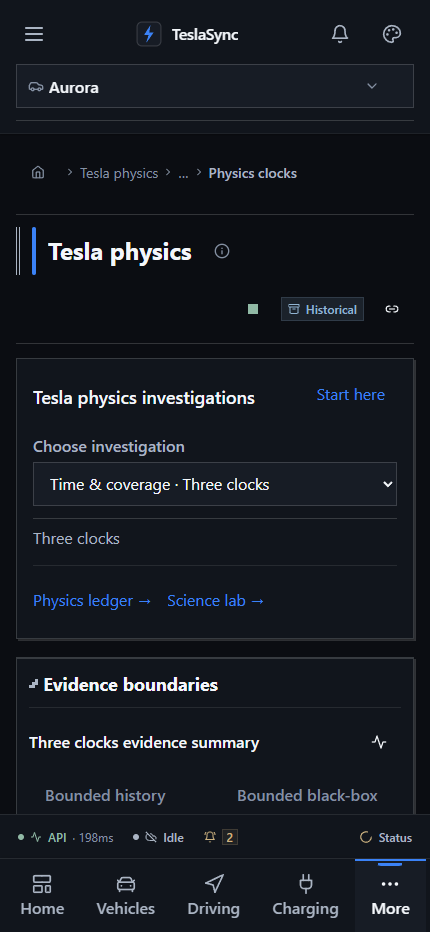 TeslaSync
Aurora
Tesla physics > ... > Physics clocks
Tesla physics
Historical
Tesla physics investigations
Start here
Choose investigation
Time & coverage · Three clocks
Three clocks
Physics ledger → Science lab →
Evidence boundaries
Three clocks evidence summary
Bounded history Bounded black-box
API · 198ms Idle 2 Status
Home Vehicles Driving Charging More